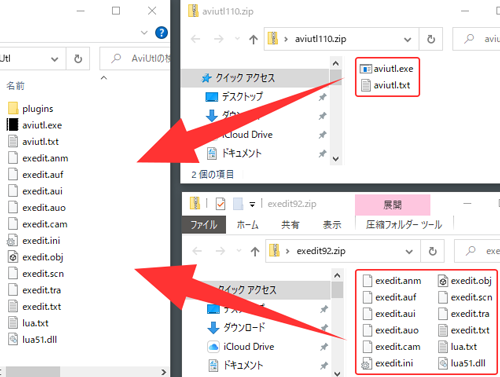 Utl
AviUtlの検
名前
plugins
aviutl.exe
aviutl.txt
exedit.anm
exedit.auf
exedit.aui
exedit.auo
exedit.cam
exedit.ini
exedit.obj
exedit.scn
exedit.tra
exedit.txt
lua.txt
lua51.dll
aviutl110.zip
aviutl110.zip
aviu
クイック アクセス
デスクトップ
ダウ
iCloud Drive
ドキュメント
aviutl.exe
aviutl.txt
2 個の項目
exedit92.zip
展開
ファイル
ホーム
共有
表示
圧縮フォルダー ツール
exedit92.zip
exe
クイック アクセス
デスクトップ
ダウンロード
iCloud Drive
ドキュメント
exedit.anm
exedit.auf
exedit.aui
exedit.auo
exedit.cam
exedit.ini
exedit.obj
exedit.scn
exedit.tra
exedit.txt
lua.txt
lua51.dll